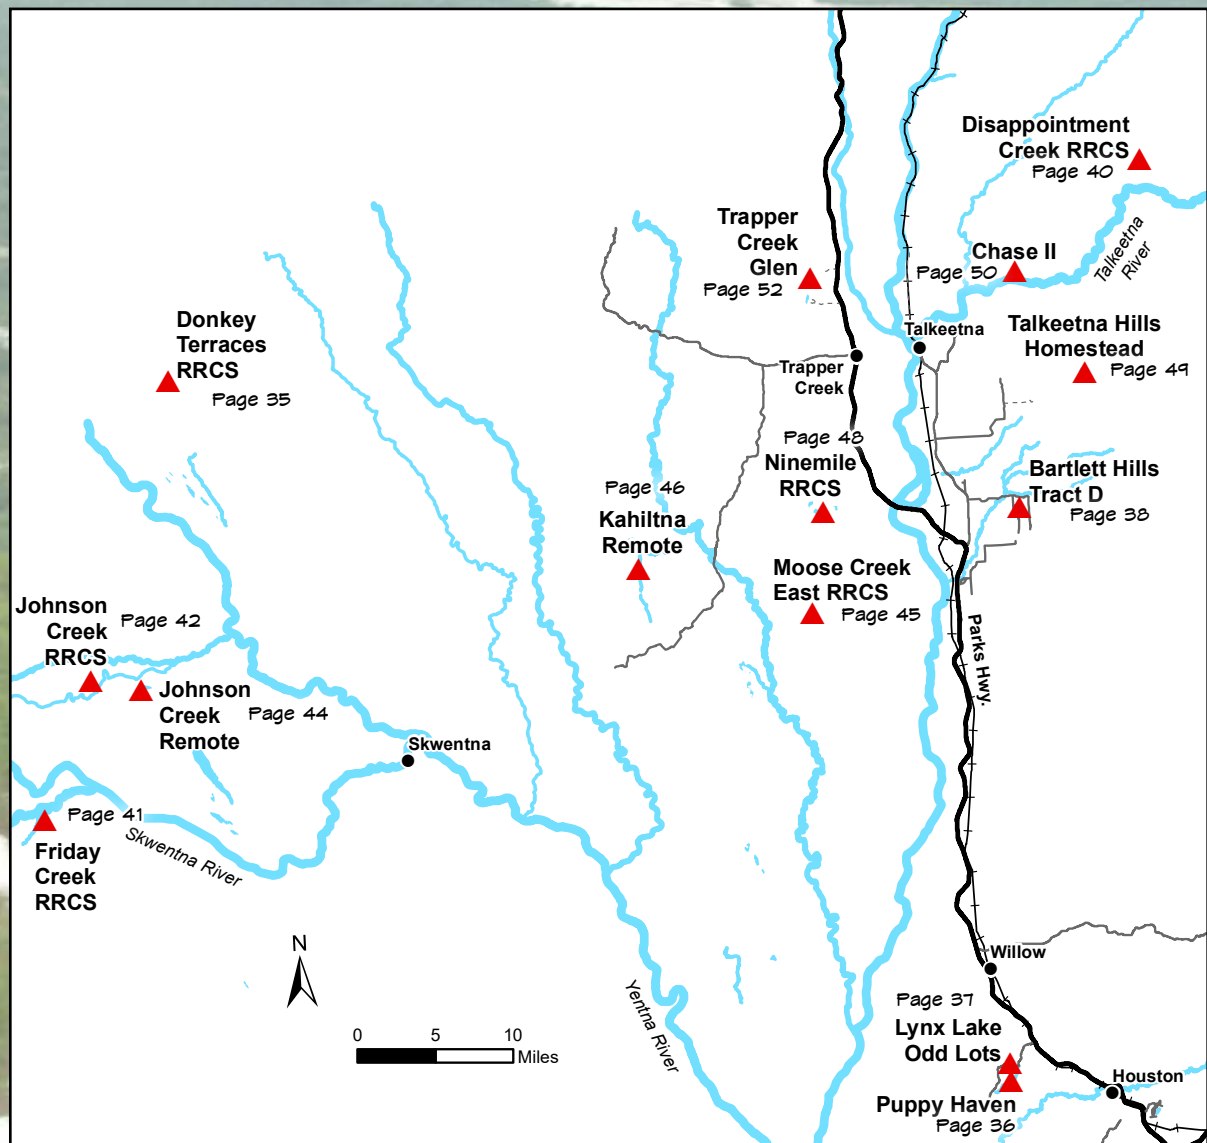 Disappointment
Creek RRCS
Page 40
Trapper
Creek
Glen
Page 52
Chase II
Page 50
Talkeetna
River
Donkey
Terraces
RRCS
Page 35
Talkeetna
Talkeetna Hills
Homestead
Page 49
Trapper
Creek
Page 48
Ninemile
RRCS
Bartlett Hills
Tract D
Page 38
Page 46
Kahiltna
Remote
Moose Creek
East RRCS
Page 45
Johnson
Creek
RRCS
Page 42
Johnson
Creek
Remote
Page 44
Parks Hwy.
Skwentna
Page 41
Friday
Creek
RRCS
Skwentna River
N
0 5 10
Miles
Yentna River
Willow
Page 37
Lynx Lake
Odd Lots
Houston
Puppy Haven
Page 36